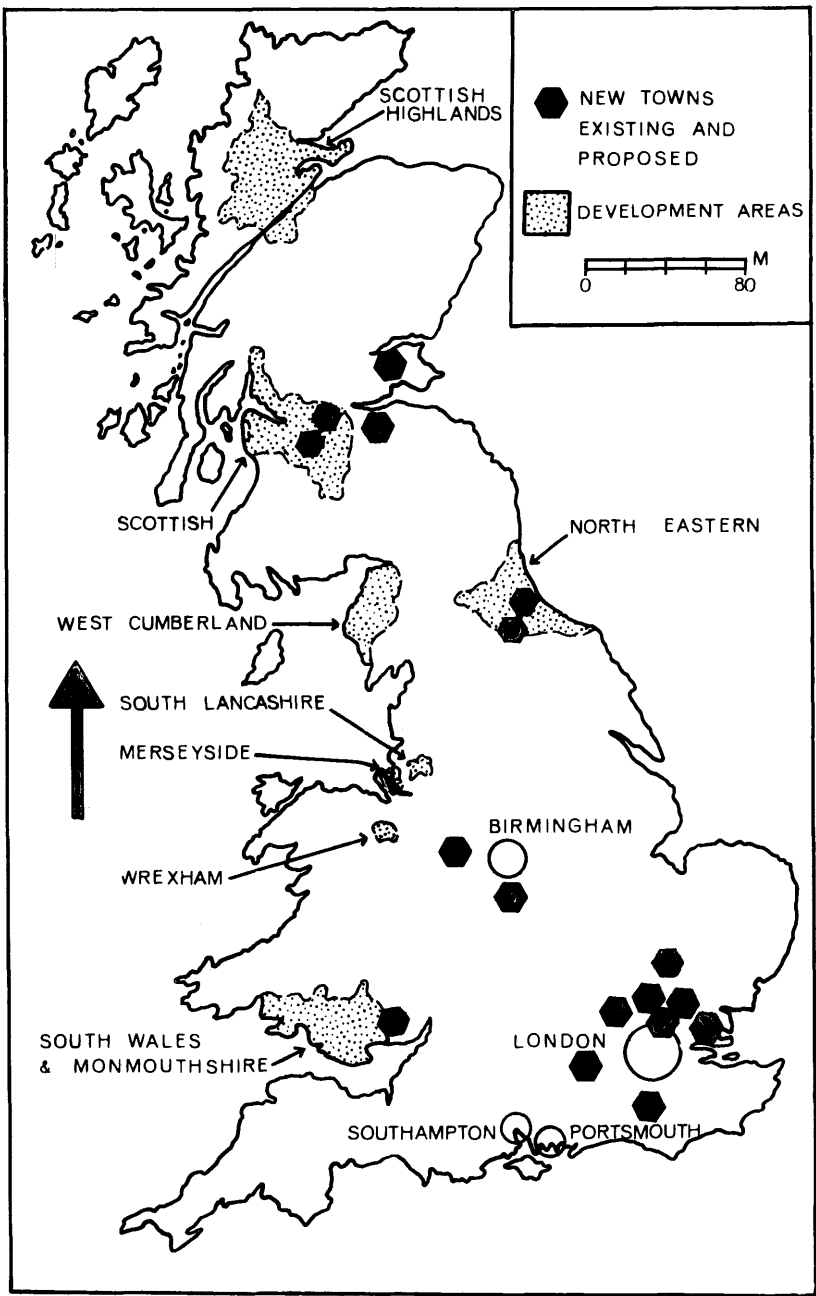 SCOTTISH
HIGHLANDS
NEW TOWNS
EXISTING AND
PROPOSED
DEVELOPMENT AREAS
M
0 80
SCOTTISH
NORTH EASTERN
WEST CUMBERLAND
SOUTH LANCASHIRE
MERSEYSIDE
BIRMINGHAM
WREXHAM
SOUTH WALES
& MONMOUTHSHIRE
LONDON
SOUTHAMPTON
PORTSMOUTH